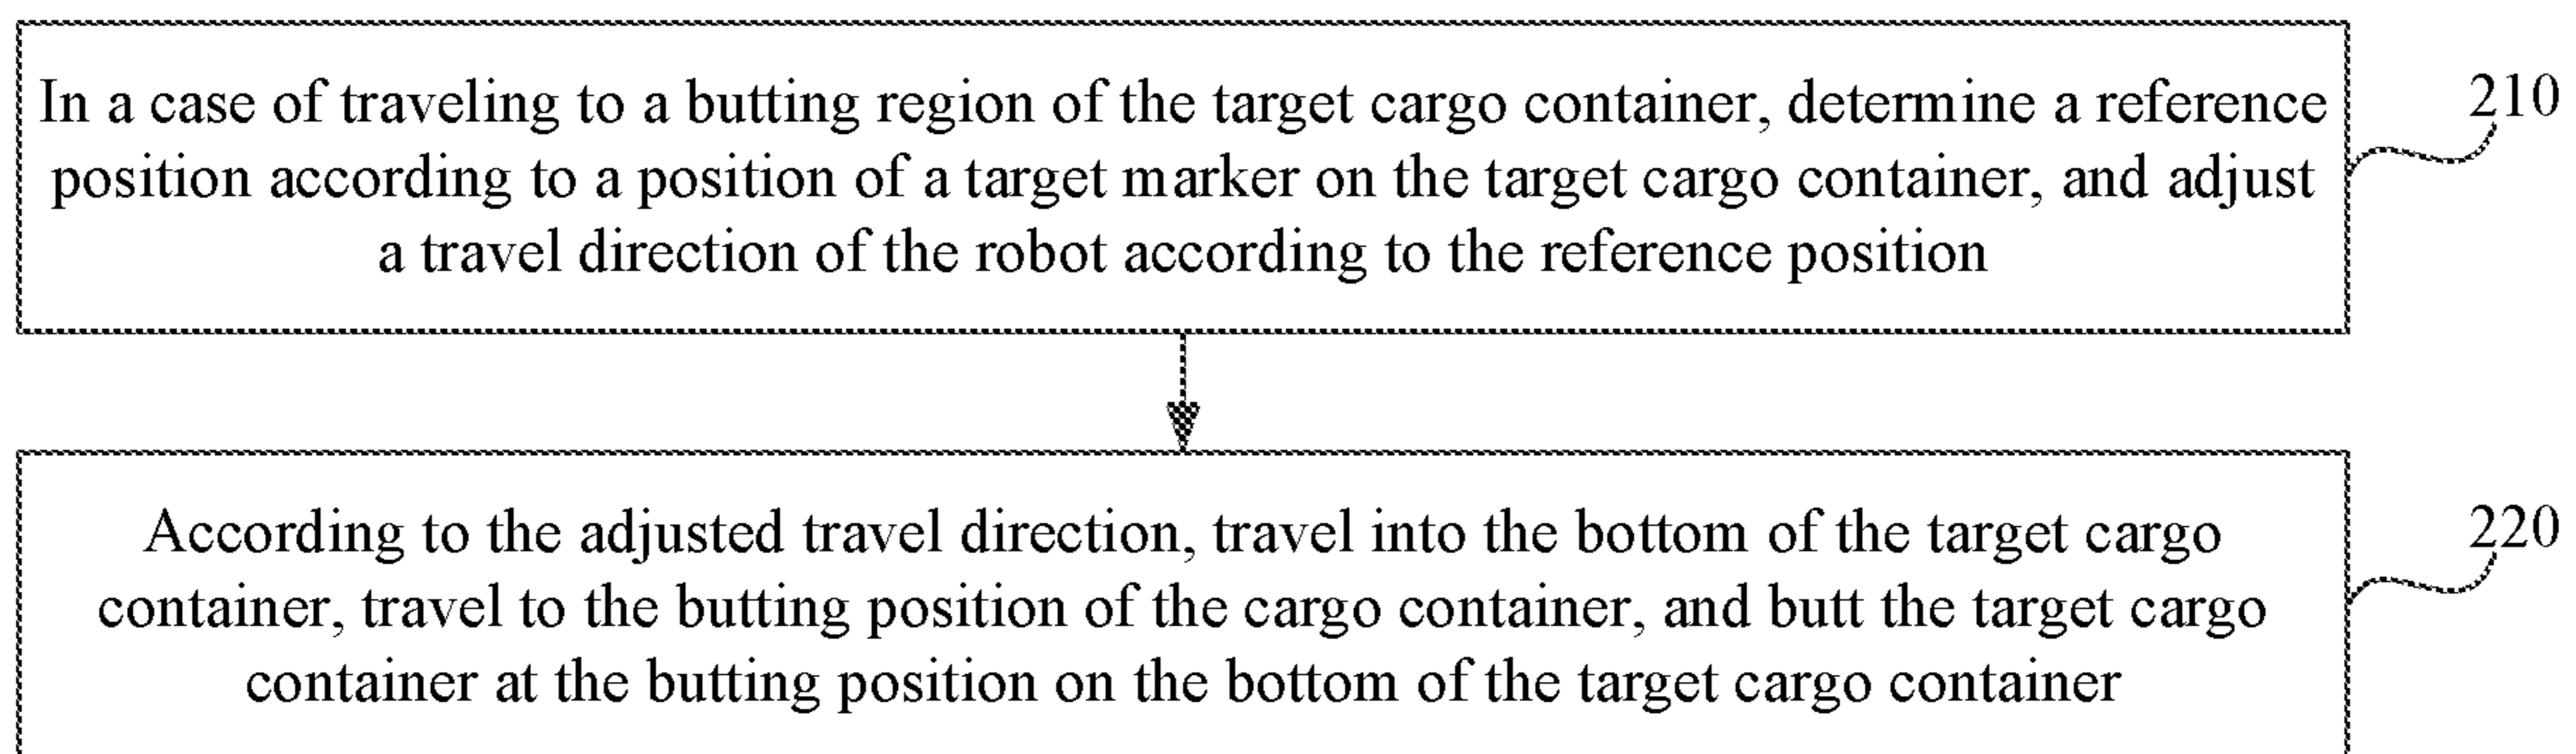 In a case of traveling to a butting region of the target cargo container, determine a reference
position according to a position of a target marker on the target cargo container, and adjust
a travel direction of the robot according to the reference position
210
According to the adjusted travel direction, travel into the bottom of the target cargo
container, travel to the butting position of the cargo container, and butt the target cargo
container at the butting position on the bottom of the target cargo container
220